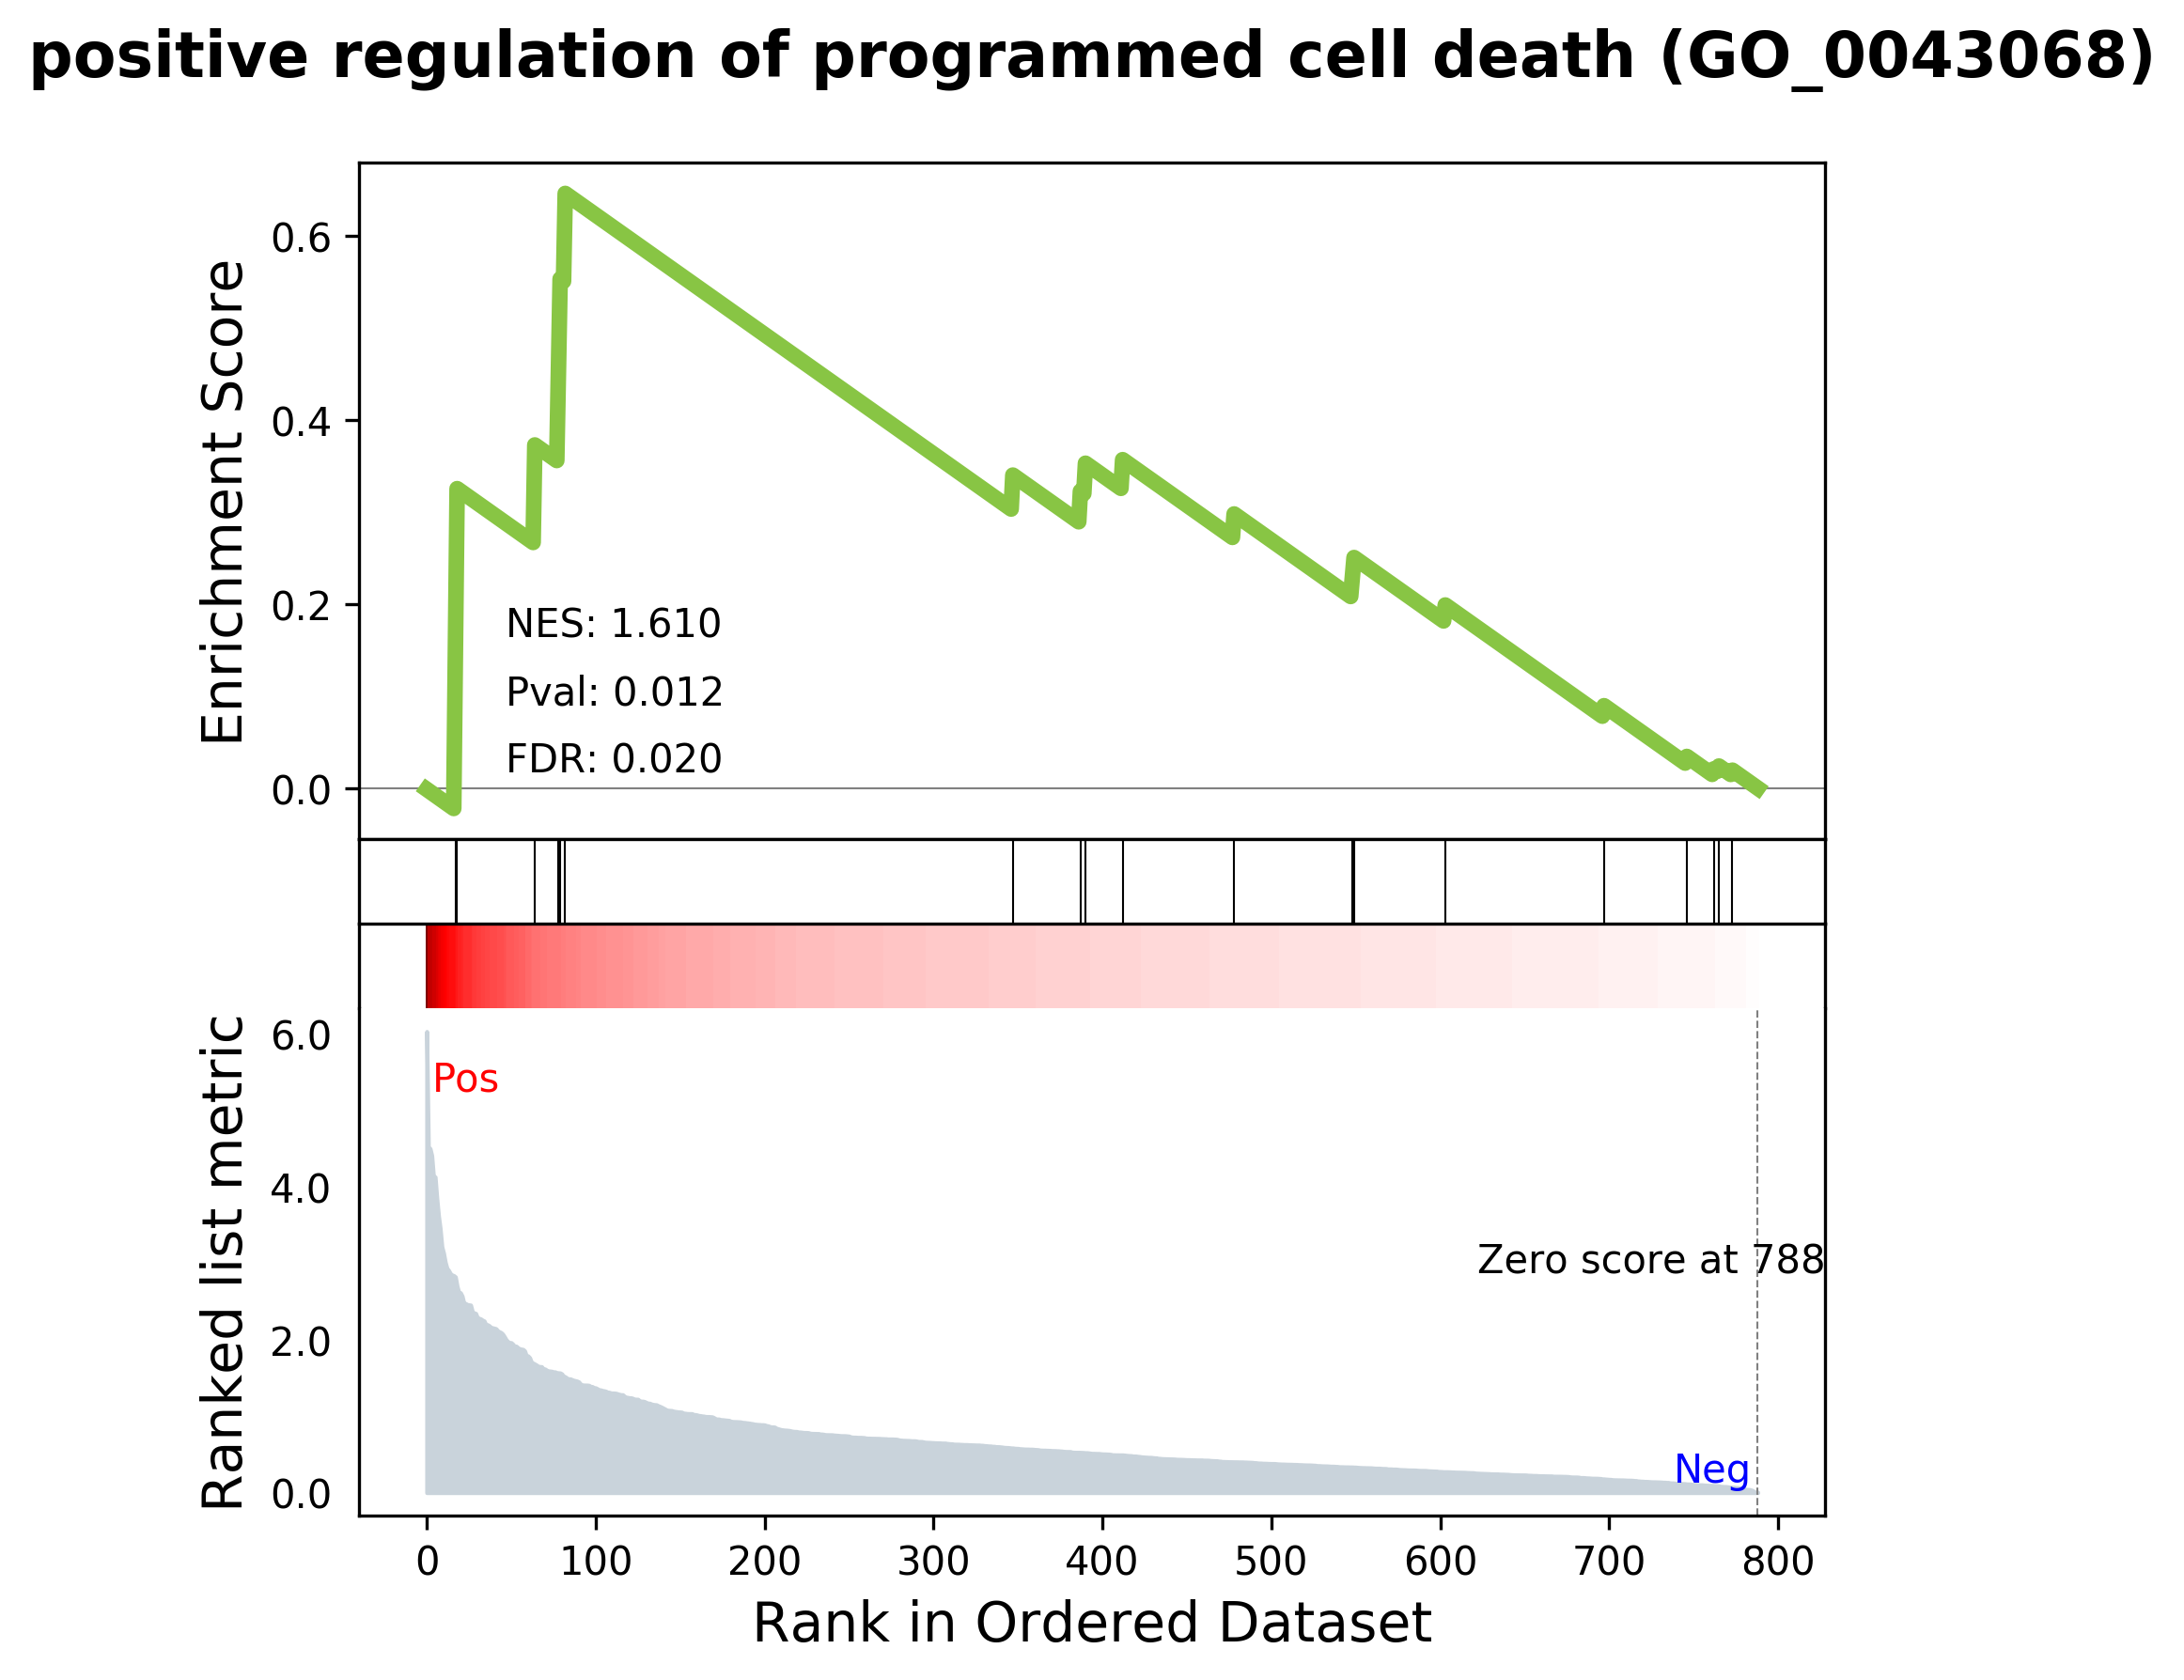 positive regulation of programmed cell death (GO_0043068)
Enrichment Score
0.6
0.4
0.2
0.0
NES: 1.610
Pval: 0.012
FDR: 0.020
Ranked list metric
6.0
4.0
2.0
0.0
Pos
Zero score at 788
Neg
0 100 200 300 400 500 600 700 800
Rank in Ordered Dataset